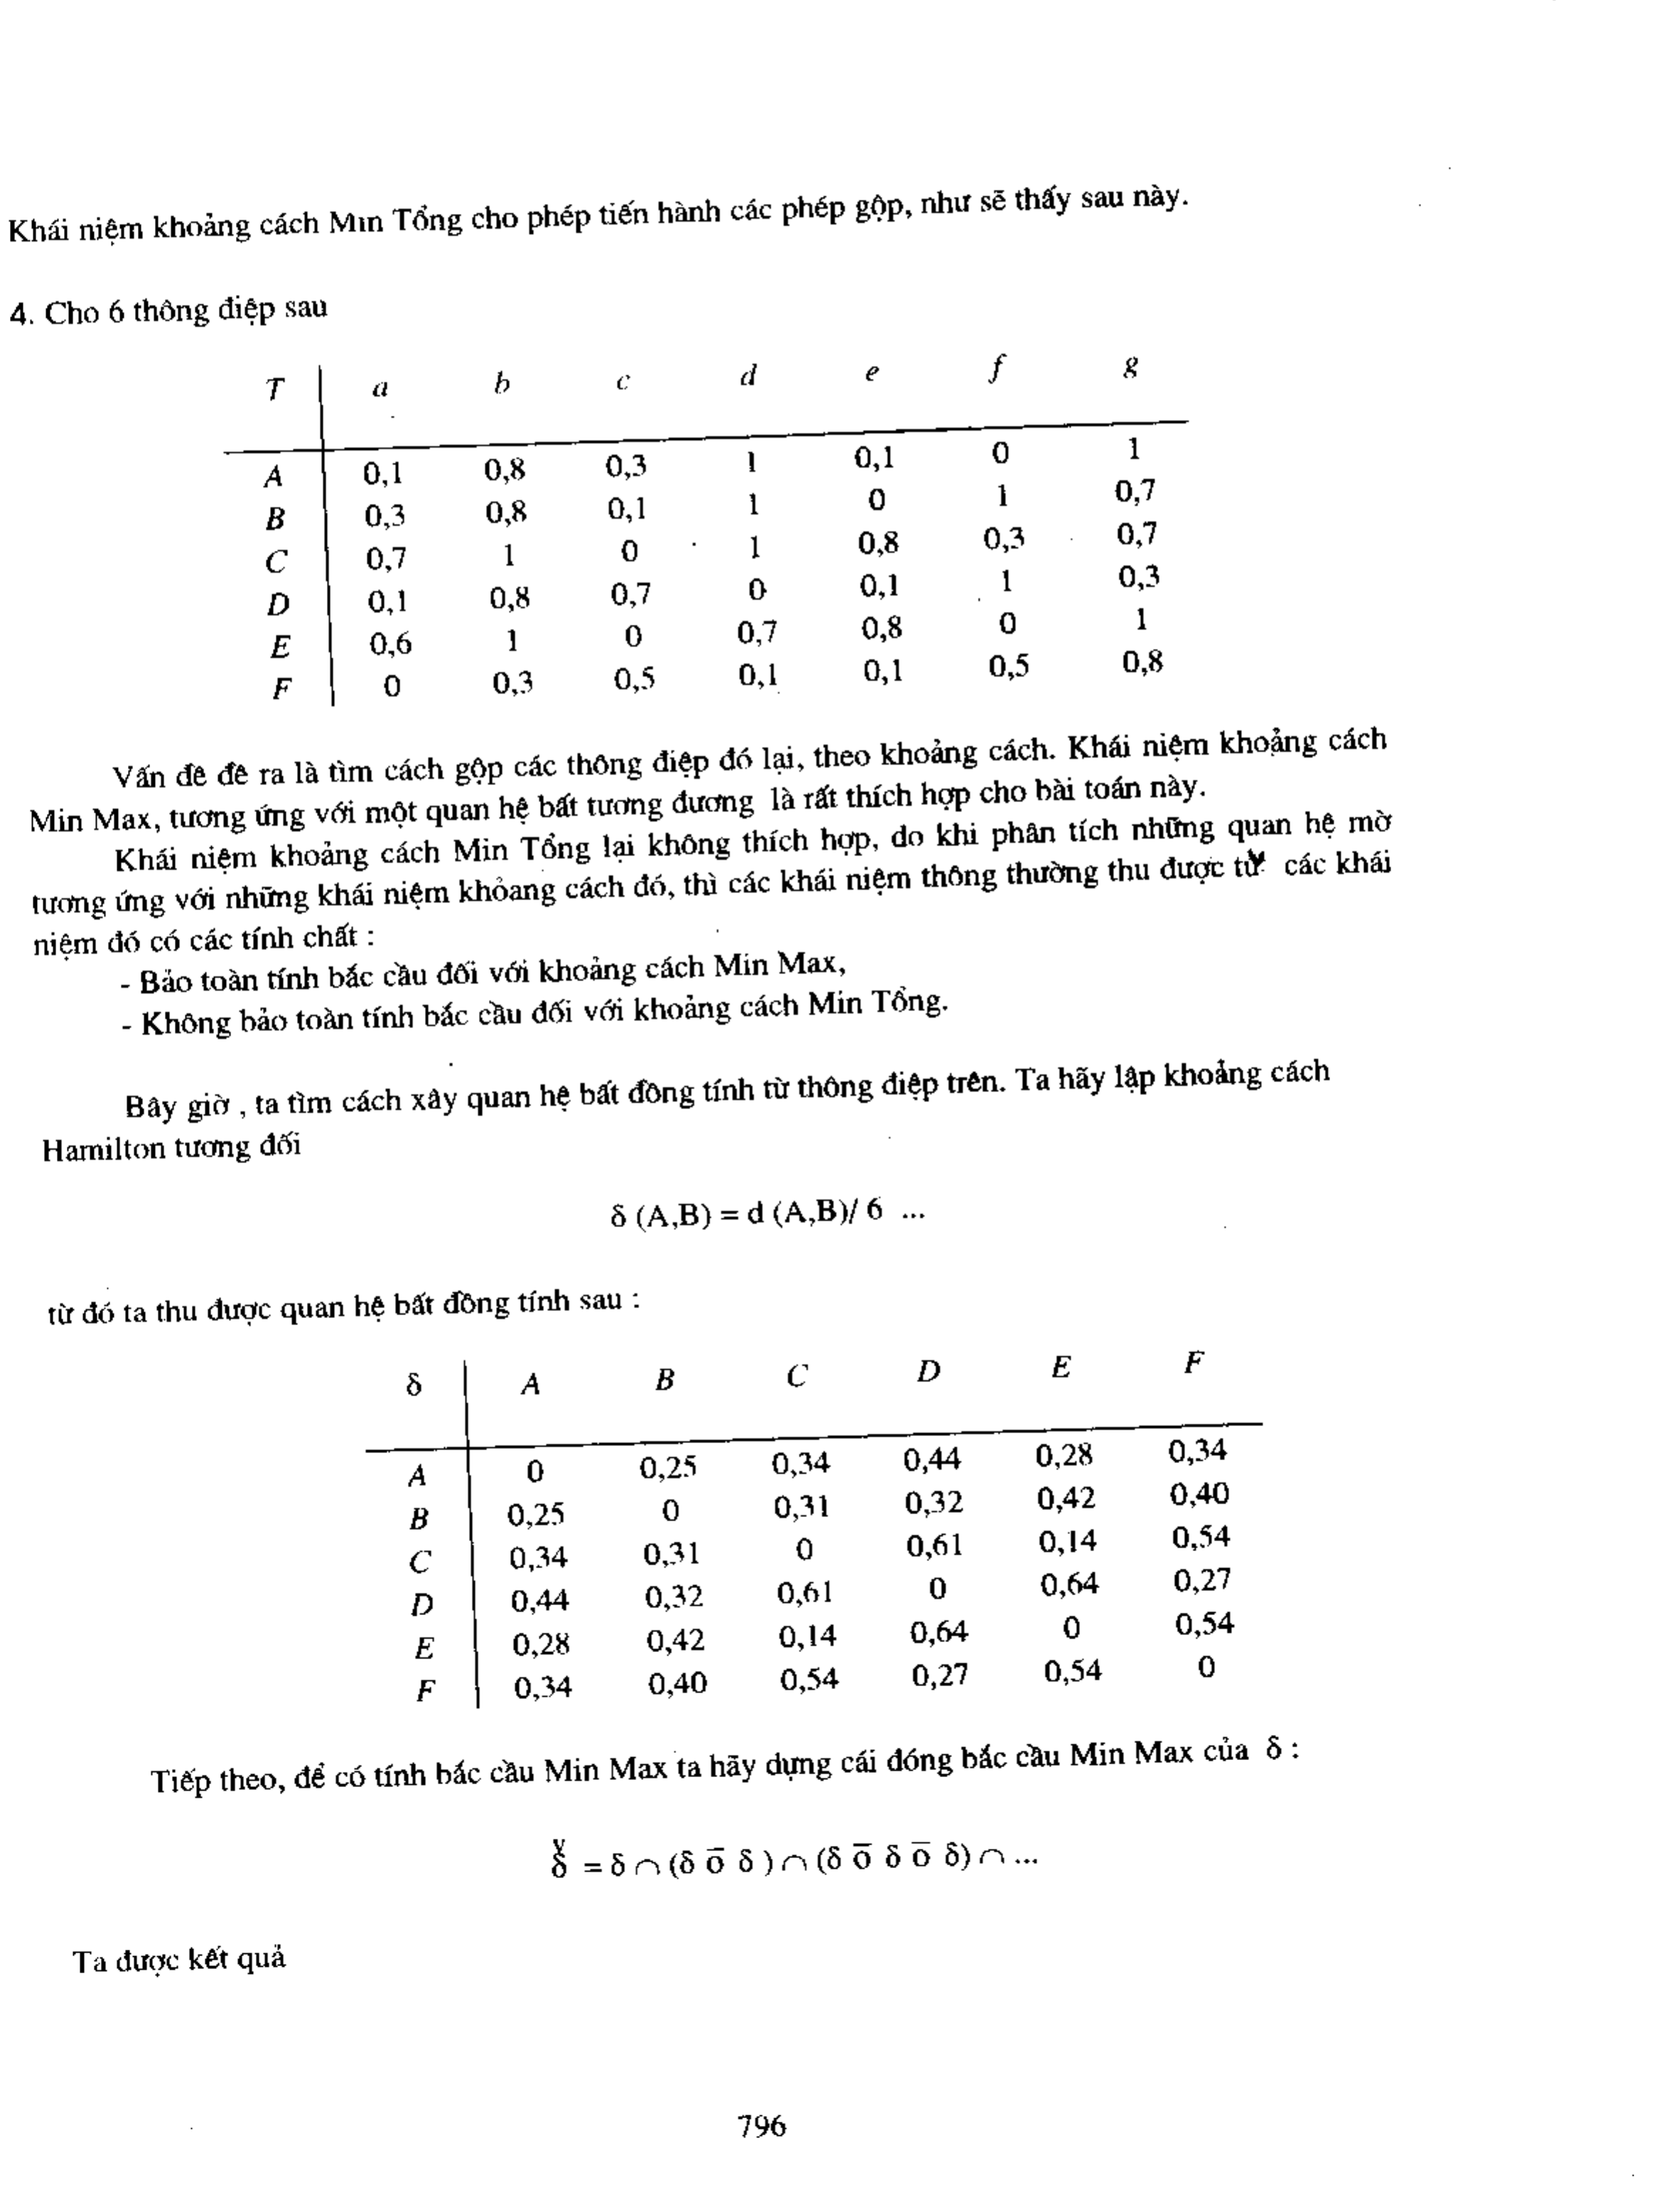 Khái niệm khoảng cách Min Tổng cho phép tiến hành các phép gộp, như sẽ thấy sau này.
4. Cho 6 thông điệp sau
T a b c d e f g
A 0,1 0,8 0,3 1 0,1 0 1
B 0,3 0,8 0,1 1 0 1 0,7
C 0,7 1 0 1 0,8 0,3 0,7
D 0,1 0,8 0,7 0 0,1 1 0,3
E 0,6 1 0 0,7 0,8 0 1
F 0 0,3 0,5 0,1 0,1 0,5 0,8
Vấn đề đề ra là tìm cách gộp các thông điệp đó lại, theo khoảng cách. Khái niệm khoảng cách
Min Max, tương ứng với một quan hệ bất tương đương là rất thích hợp cho bài toán này.
Khái niệm khoảng cách Min Tổng lại không thích hợp, do khi phân tích những quan hệ mờ
tương ứng với những khái niệm khỏang cách đó, thì các khái niệm thông thường thu được từ các khái
niệm đó có các tính chất :
- Bảo toàn tính bắc cầu đối với khoảng cách Min Max,
- Không bảo toàn tính bắc cầu đối với khoảng cách Min Tổng.
Bây giờ , ta tìm cách xây quan hệ bất đồng tính từ thông điệp trên. Ta hãy lập khoảng cách
Hamilton tương đối
δ (A,B) = d (A,B)/ 6 ...
từ đó ta thu được quan hệ bất đồng tính sau :
δ A B C D E F
A 0 0,25 0,34 0,44 0,28 0,34
B 0,25 0 0,31 0,32 0,42 0,40
C 0,34 0,31 0 0,61 0,14 0,54
D 0,44 0,32 0,61 0 0,64 0,27
E 0,28 0,42 0,14 0,64 0 0,54
F 0,34 0,40 0,54 0,27 0,54 0
Tiếp theo, để có tính bắc cầu Min Max ta hãy dựng cái đóng bắc cầu Min Max của δ :
δ̌ = δ ∩ (δ o̅ δ ) ∩ (δ o̅ δ o̅ δ) ∩ ...
Ta được kết quả
796